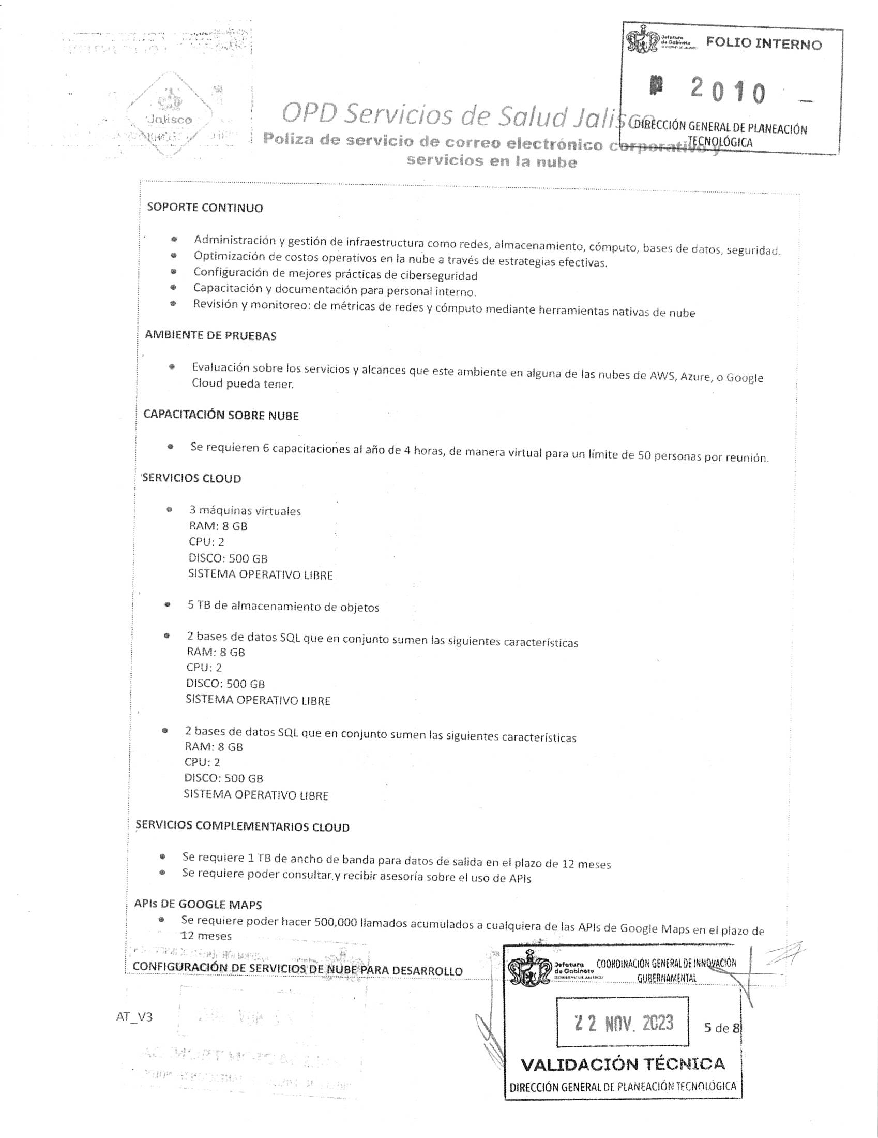 Jefatura
de Gabinete
FOLIO INTERNO
2010
DIRECCIÓN GENERAL DE PLANEACIÓN
TECNOLÓGICA
Jalisco
OPD Servicios de Salud Jalisco
Poliza de servicio de correo electrónico corporativo y
servicios en la nube
SOPORTE CONTINUO
Administración y gestión de infraestructura como redes, almacenamiento, cómputo, bases de datos, seguridad.
Optimización de costos operativos en la nube a través de estrategias efectivas.
Configuración de mejores prácticas de ciberseguridad
Capacitación y documentación para personal interno.
Revisión y monitoreo: de métricas de redes y cómputo mediante herramientas nativas de nube
AMBIENTE DE PRUEBAS
Evaluación sobre los servicios y alcances que este ambiente en alguna de las nubes de AWS, Azure, o Google
Cloud pueda tener.
CAPACITACIÓN SOBRE NUBE
Se requieren 6 capacitaciones al año de 4 horas, de manera virtual para un límite de 50 personas por reunión.
SERVICIOS CLOUD
3 máquinas virtuales
RAM: 8 GB
CPU: 2
DISCO: 500 GB
SISTEMA OPERATIVO LIBRE
5 TB de almacenamiento de objetos
2 bases de datos SQL que en conjunto sumen las siguientes características
RAM: 8 GB
CPU: 2
DISCO: 500 GB
SISTEMA OPERATIVO LIBRE
2 bases de datos SQL que en conjunto sumen las siguientes características
RAM: 8 GB
CPU: 2
DISCO: 500 GB
SISTEMA OPERATIVO LIBRE
SERVICIOS COMPLEMENTARIOS CLOUD
Se requiere 1 TB de ancho de banda para datos de salida en el plazo de 12 meses
Se requiere poder consultar y recibir asesoría sobre el uso de APIs
APIs DE GOOGLE MAPS
Se requiere poder hacer 500,000 llamados acumulados a cualquiera de las APIs de Google Maps en el plazo de
12 meses
CONFIGURACIÓN DE SERVICIOS DE NUBE PARA DESARROLLO
Jefatura
de Gabinete
COORDINACIÓN GENERAL DE INNOVACIÓN
GUBERNAMENTAL
22 NOV. 2023
AT_V3
5 de 8
VALIDACIÓN TÉCNICA
DIRECCIÓN GENERAL DE PLANEACIÓN TECNOLÓGICA